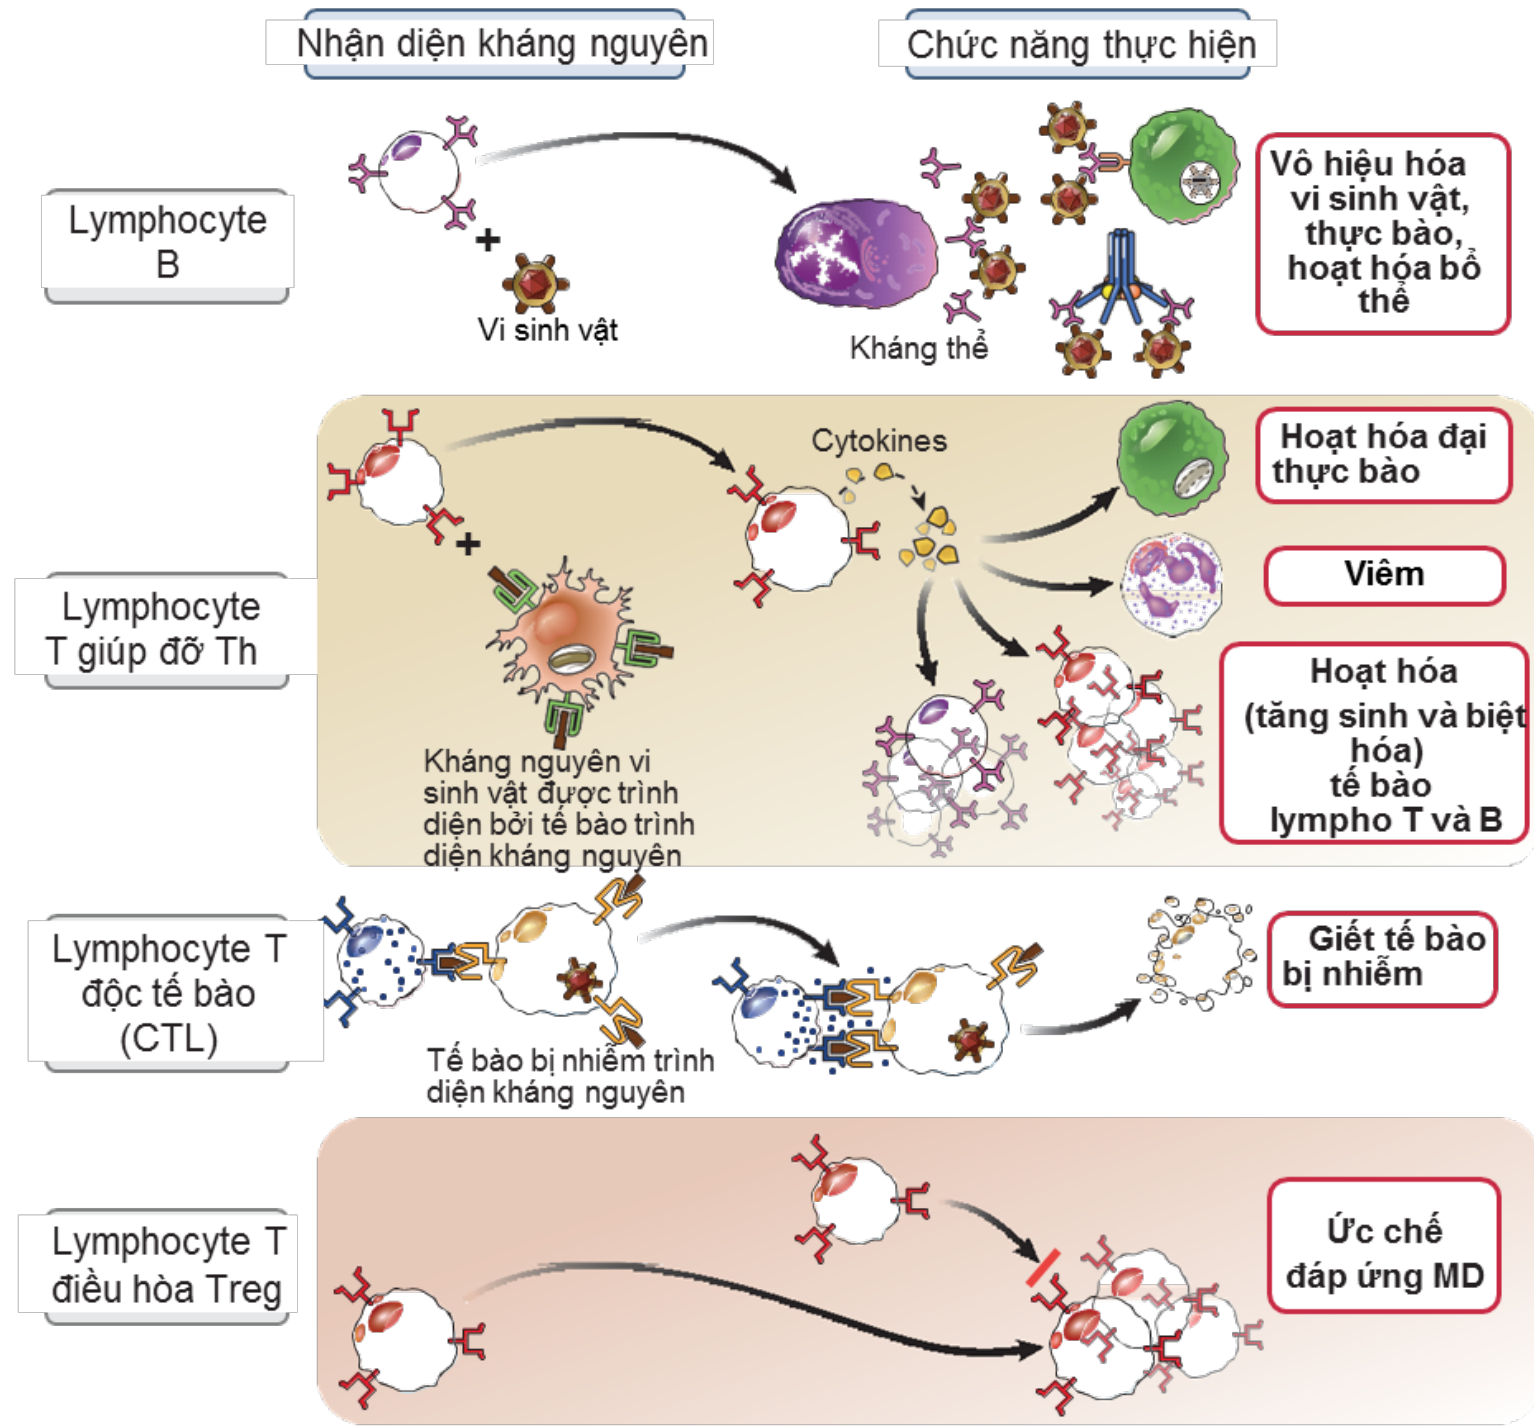 Nhận diện kháng nguyên
Chức năng thực hiện
Lymphocyte
B
Vi sinh vật
Kháng thể
Vô hiệu hóa
vi sinh vật,
thực bào,
hoạt hóa bổ
thể
Lymphocyte
T giúp đỡ Th
Cytokines
Kháng nguyên vi
sinh vật được trình
diện bởi tế bào trình
diện kháng nguyên
Hoạt hóa đại
thực bào
Viêm
Hoạt hóa
(tăng sinh và biệt
hóa)
tế bào
lympho T và B
Lymphocyte T
độc tế bào
(CTL)
Tế bào bị nhiễm trình
diện kháng nguyên
Giết tế bào
bị nhiễm
Lymphocyte T
điều hòa Treg
Ức chế
đáp ứng MD